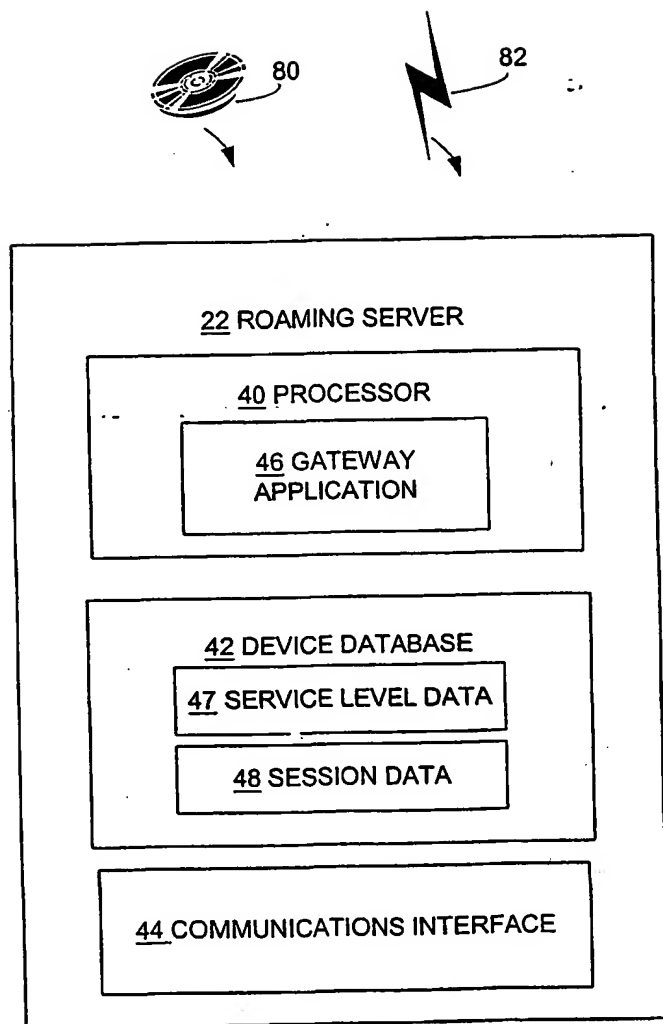 80
82
22 ROAMING SERVER
40 PROCESSOR
46 GATEWAY
APPLICATION
42 DEVICE DATABASE
47 SERVICE LEVEL DATA
48 SESSION DATA
44 COMMUNICATIONS INTERFACE